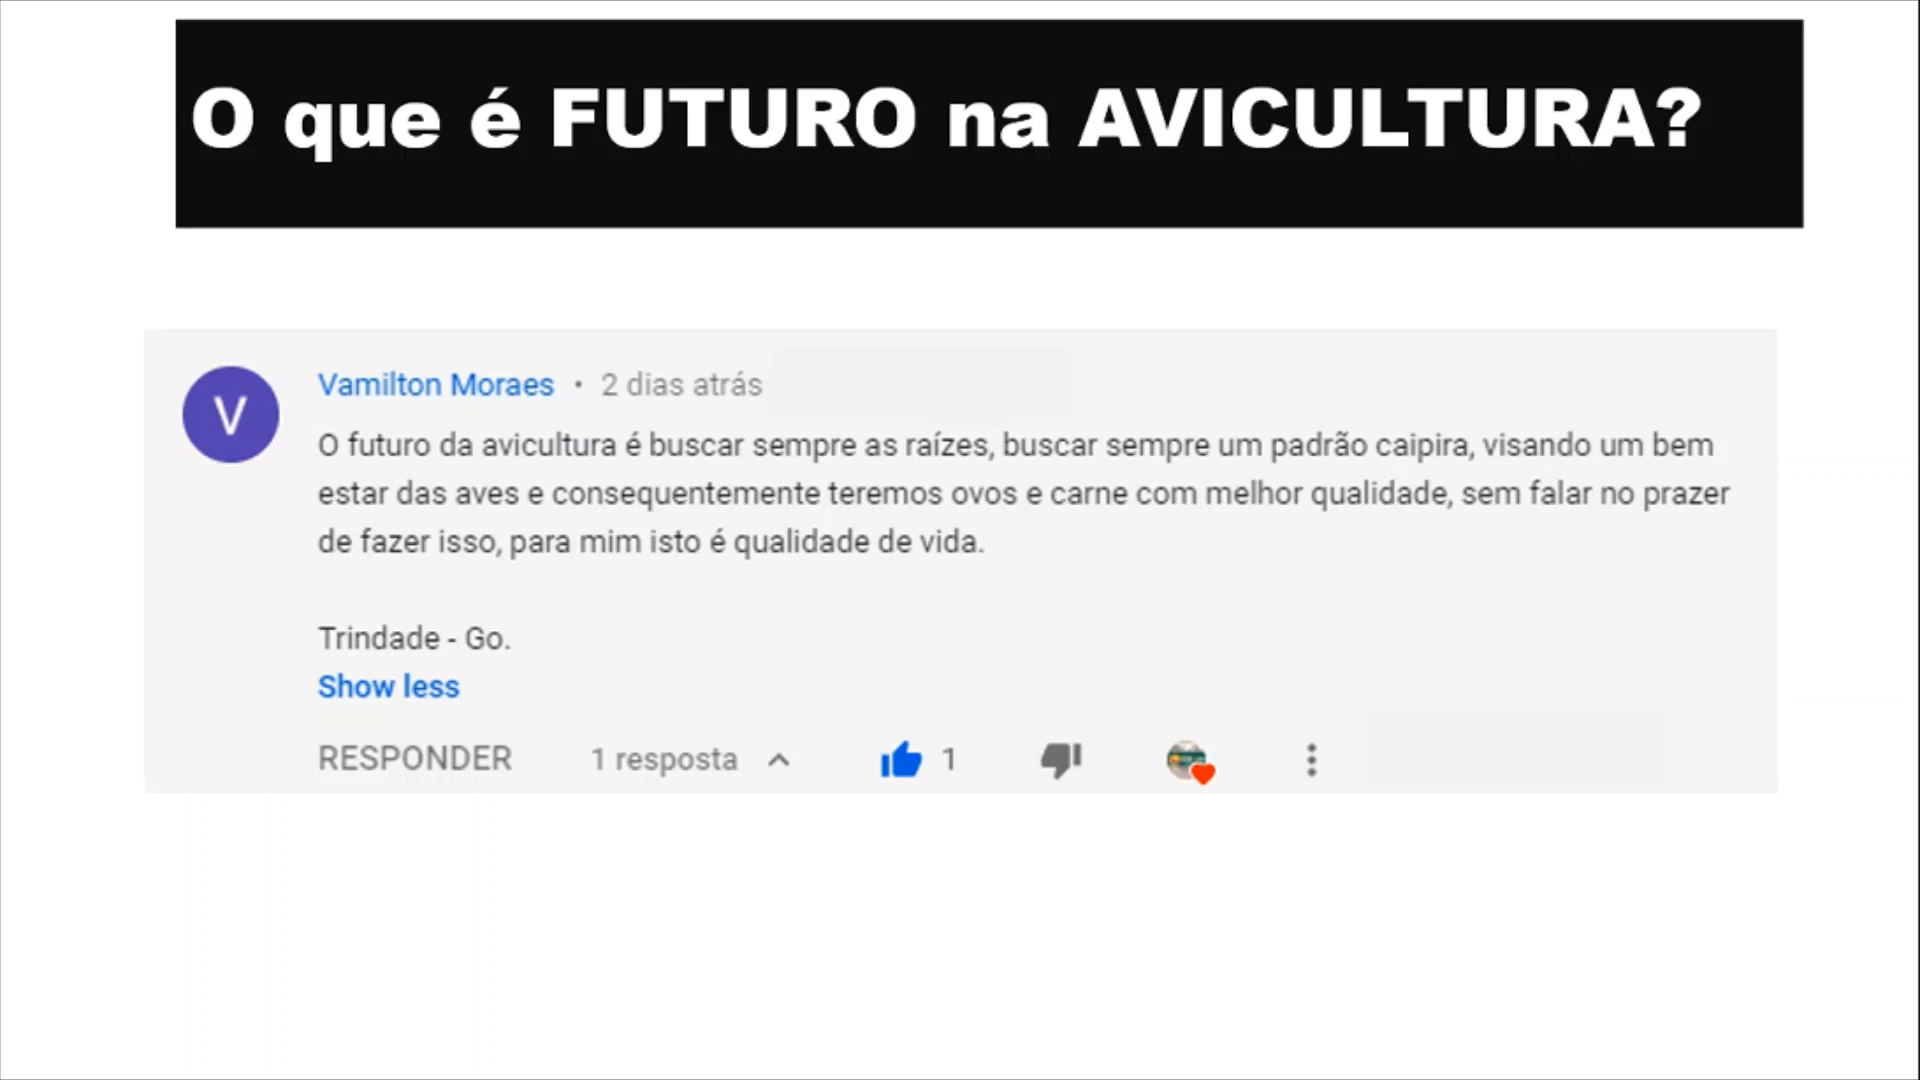 O que é FUTURO na AVICULTURA?
V
Vamilton Moraes • 2 dias atrás
O futuro da avicultura é buscar sempre as raízes, buscar sempre um padrão caipira, visando um bem
estar das aves e consequentemente teremos ovos e carne com melhor qualidade, sem falar no prazer
de fazer isso, para mim isto é qualidade de vida.
Trindade - Go.
Show less
RESPONDER 1 resposta 1